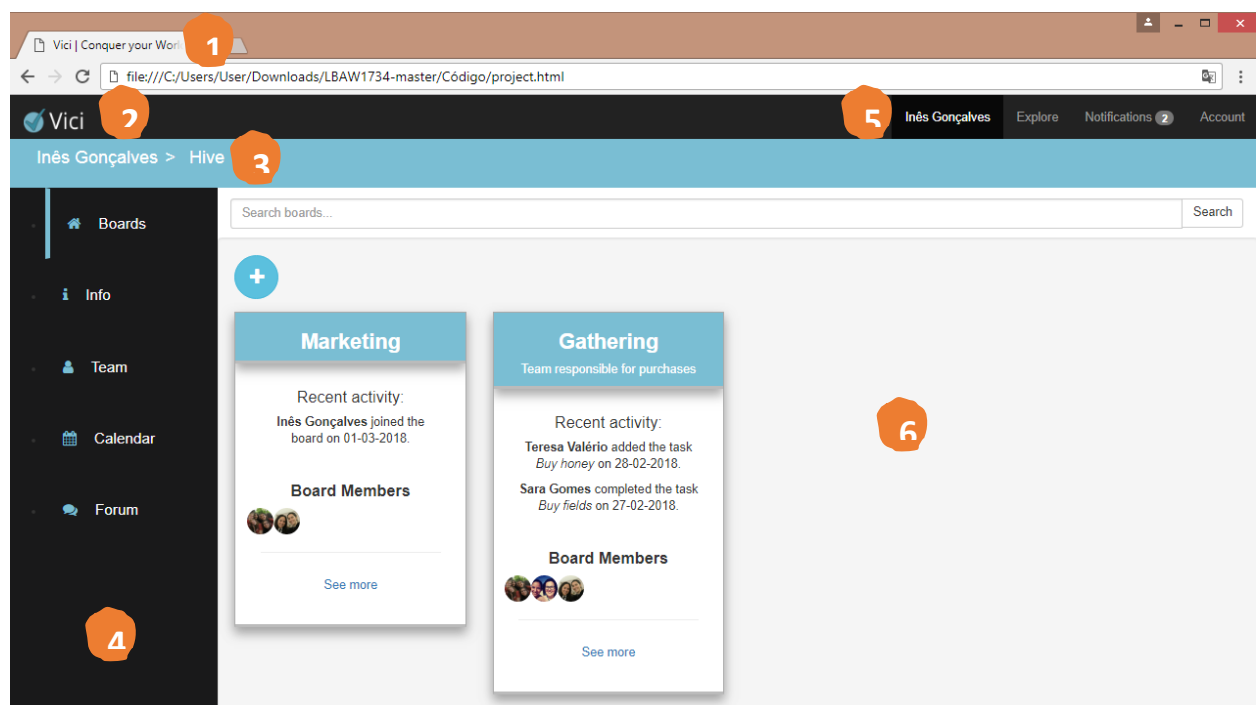 Vici | Conquer your Worl
1
file:///C:/Users/User/Downloads/LBAW1734-master/Código/project.html
Vici
2
5
Inês Gonçalves
Explore
Notifications 2
Account
Inês Gonçalves > Hive
3
Boards
Info
Team
Calendar
Forum
4
Search boards...
Search
+
Marketing
Recent activity:
Inês Gonçalves joined the
board on 01-03-2018.
Board Members
See more
Gathering
Team responsible for purchases
Recent activity:
Teresa Valério added the task
Buy honey on 28-02-2018.
Sara Gomes completed the task
Buy fields on 27-02-2018.
Board Members
See more
6